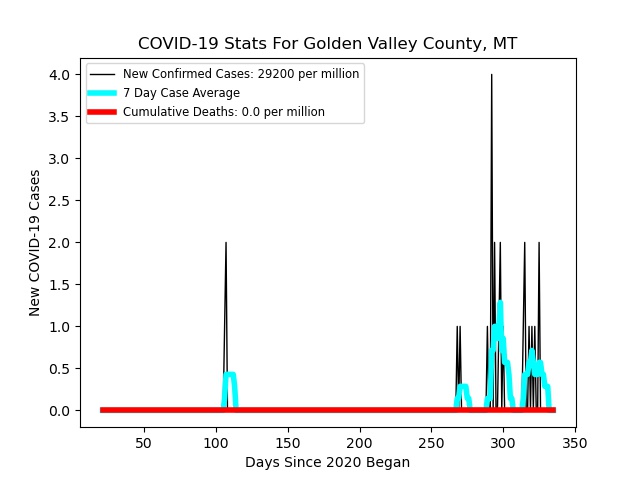 COVID-19 Stats For Golden Valley County, MT
New Confirmed Cases: 29200 per million
7 Day Case Average
Cumulative Deaths: 0.0 per million
New COVID-19 Cases
4.0
3.5
3.0
2.5
2.0
1.5
1.0
0.5
0.0
50 100 150 200 250 300 350
Days Since 2020 Began